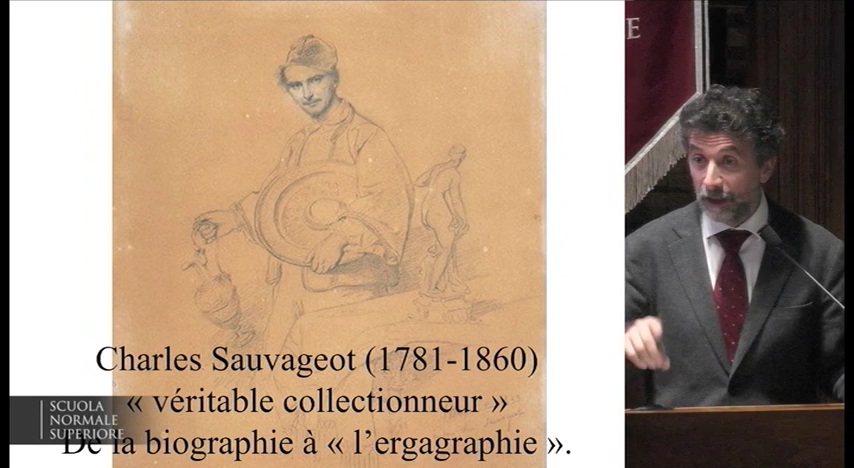 E
Charles Sauvageot (1781-1860)
« véritable collectionneur »
De la biographie à « l’ergagraphie ».
SCUOLA
NORMALE
SUPERIORE